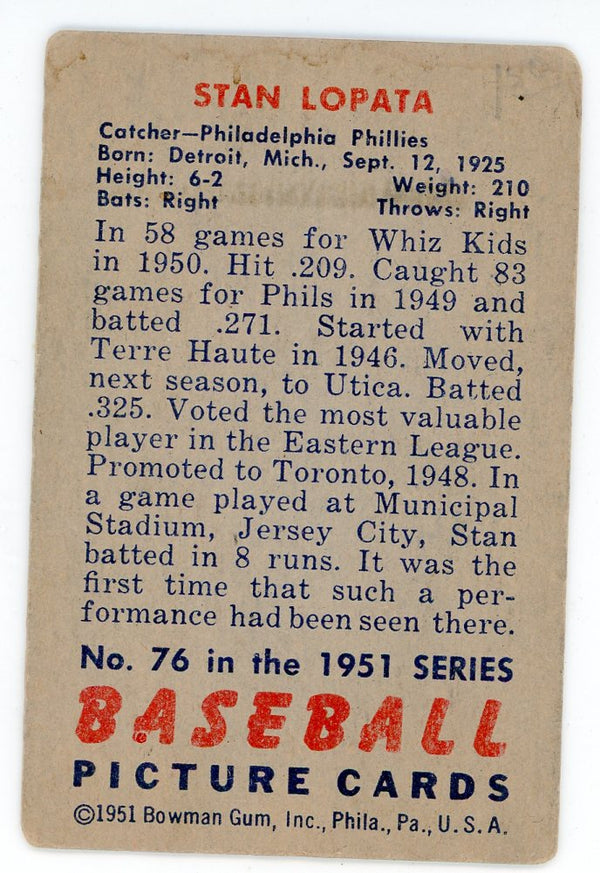 STAN LOPATA
Catcher—Philadelphia Phillies
Born: Detroit, Mich., Sept. 12, 1925
Height: 6-2 Weight: 210
Bats: Right Throws: Right
In 58 games for Whiz Kids
in 1950. Hit .209. Caught 83
games for Phils in 1949 and
batted .271. Started with
Terre Haute in 1946. Moved,
next season, to Utica. Batted
.325. Voted the most valuable
player in the Eastern League.
Promoted to Toronto, 1948. In
a game played at Municipal
Stadium, Jersey City, Stan
batted in 8 runs. It was the
first time that such a per-
formance had been seen there.
No. 76 in the 1951 SERIES
BASEBALL
PICTURE CARDS
©1951 Bowman Gum, Inc., Phila., Pa., U.S.A.